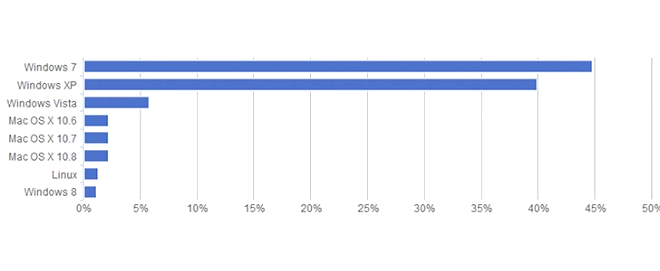 Windows 7
Windows XP
Windows Vista
Mac OS X 10.6
Mac OS X 10.7
Mac OS X 10.8
Linux
Windows 8
0% 5% 10% 15% 20% 25% 30% 35% 40% 45% 50%